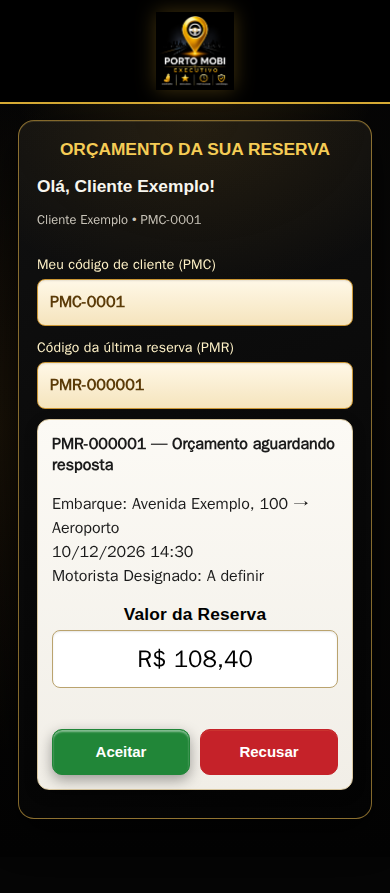 PORTO MOBI
EXECUTIVO
ORÇAMENTO DA SUA RESERVA
Olá, Cliente Exemplo!
Cliente Exemplo • PMC-0001
Meu código de cliente (PMC)
PMC-0001
Código da última reserva (PMR)
PMR-000001
PMR-000001 — Orçamento aguardando
resposta
Embarque: Avenida Exemplo, 100 →
Aeroporto
10/12/2026 14:30
Motorista Designado: A definir
Valor da Reserva
R$ 108,40
Aceitar
Recusar